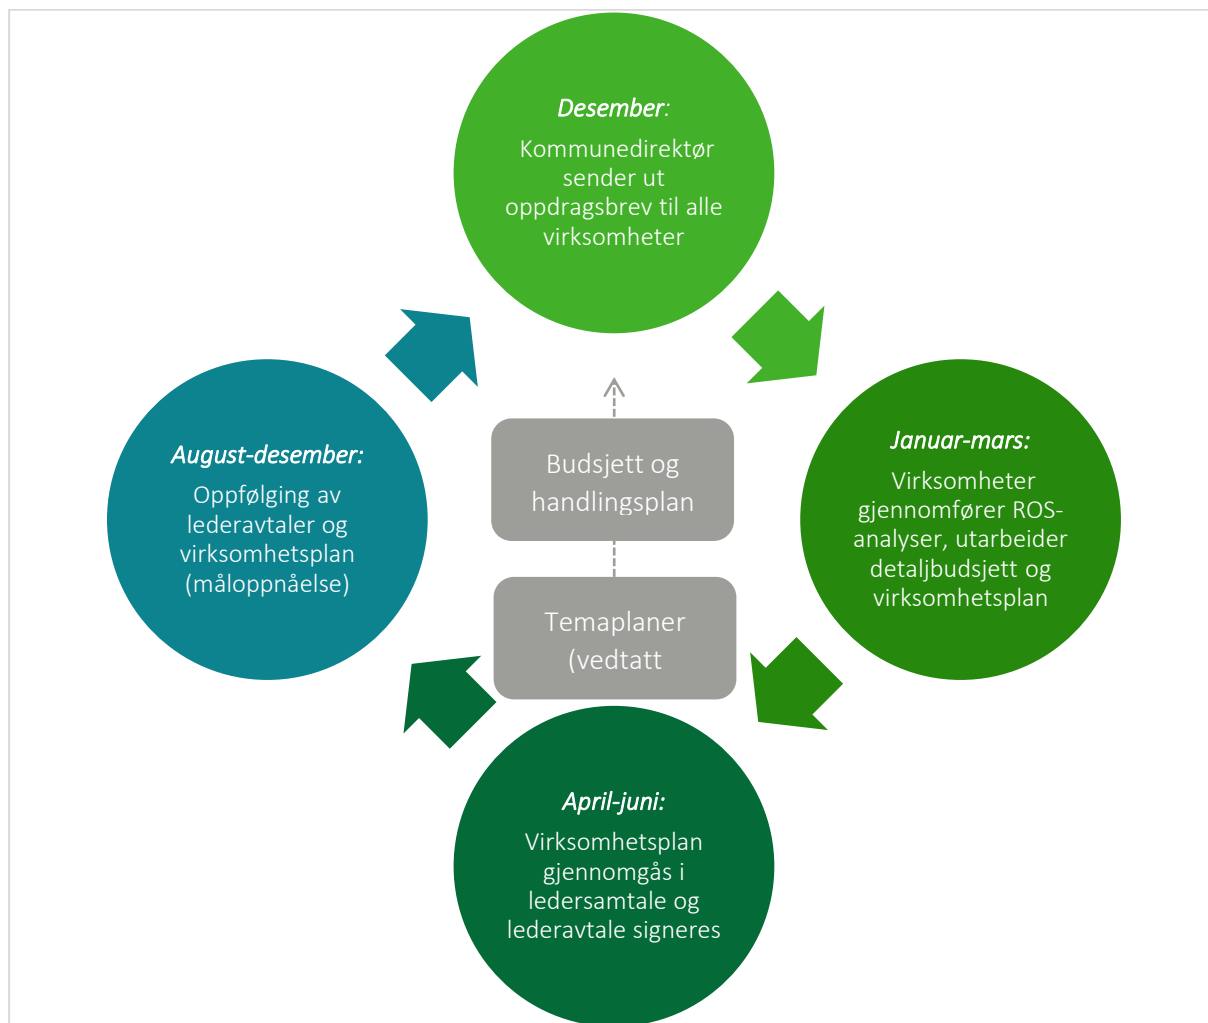 Desember:
Kommunedirektør
sender ut
oppdragsbrev til alle
virksomheter
Januar-mars:
Virksomheter
gjennomfører ROS-
analyser, utarbeider
detaljbudsjett og
virksomhetsplan
April-juni:
Virksomhetsplan
gjennomgås i
ledersamtale og
lederavtale signeres
August-desember:
Oppfølging av
lederavtaler og
virksomhetsplan
(måloppnåelse)
Budsjett og
handlingsplan
Temaplaner
(vedtatt